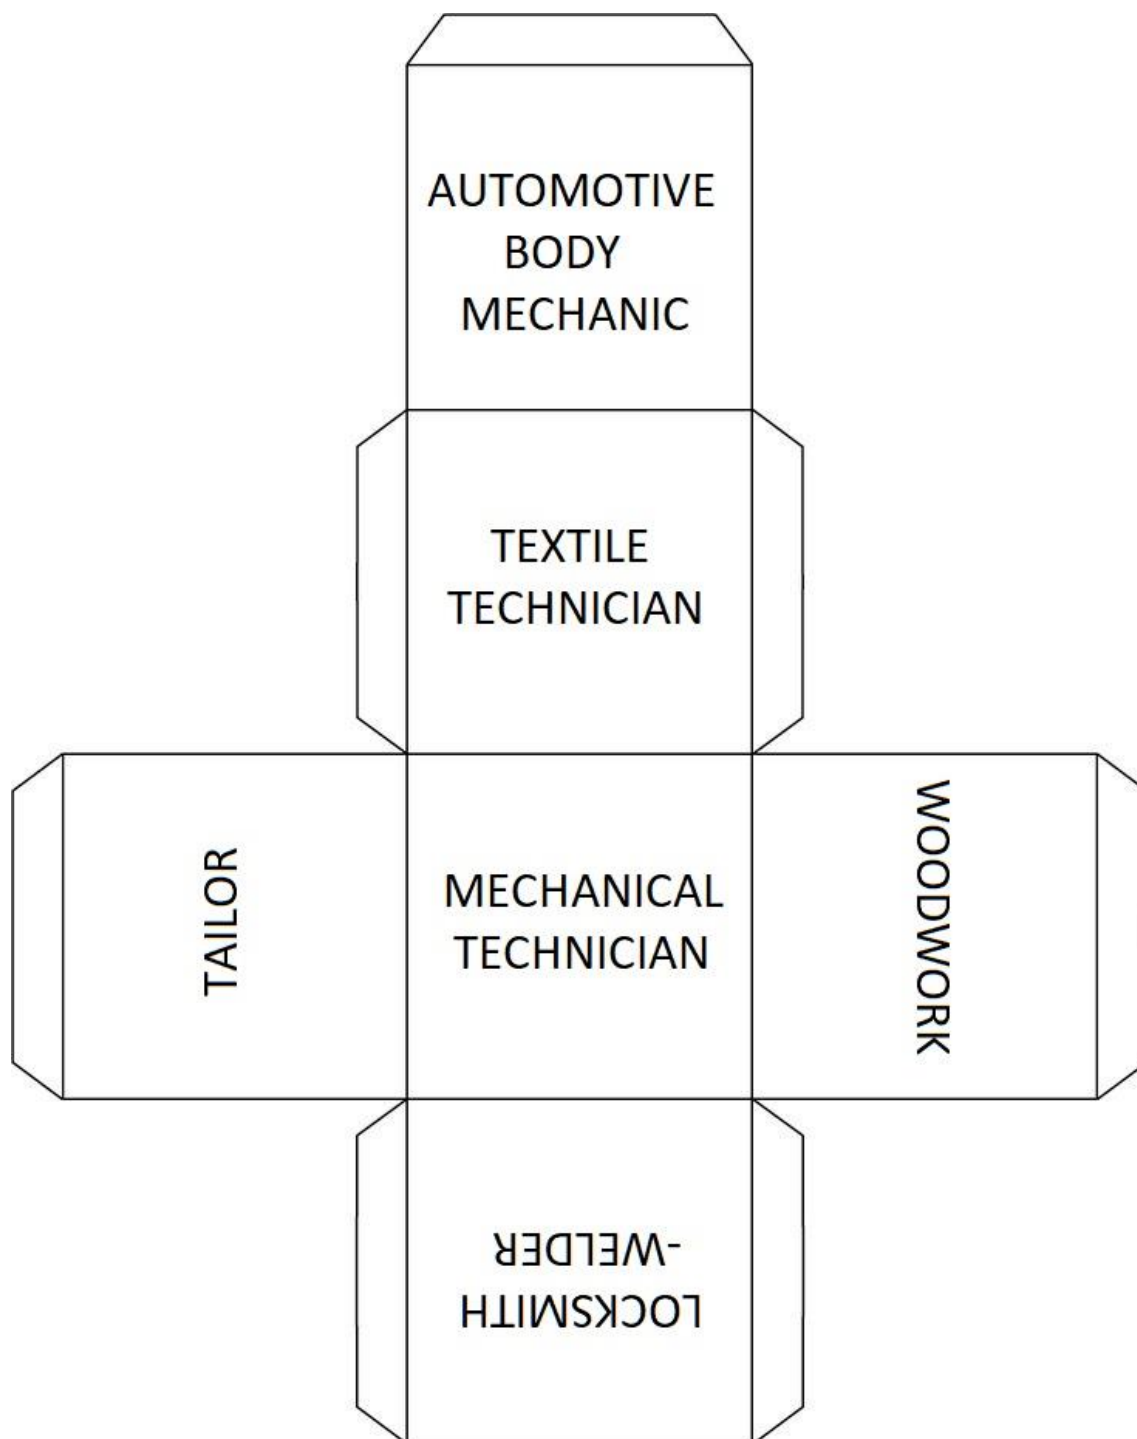 AUTOMOTIVE
BODY
MECHANIC
TEXTILE
TECHNICIAN
TAILOR
MECHANICAL
TECHNICIAN
WOODWORK
LOCKSMITH
-WELDER